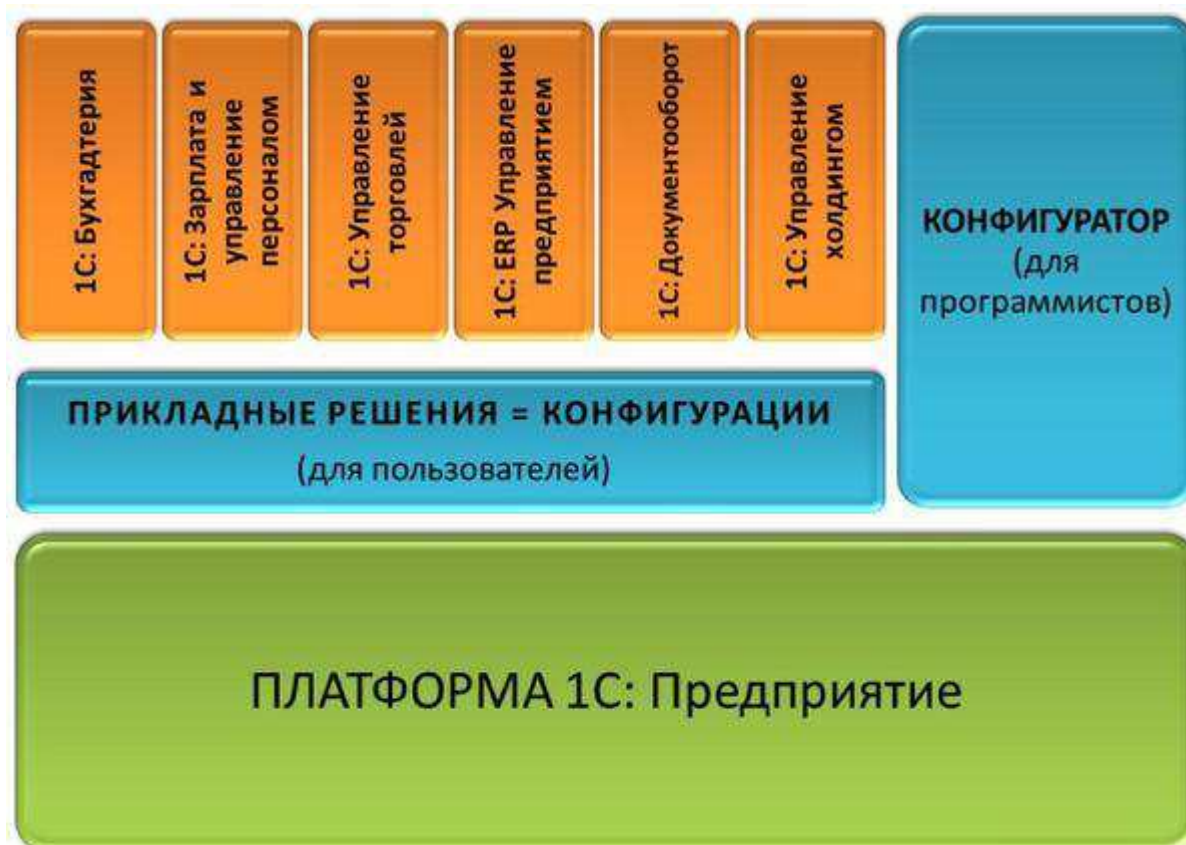 1С: Бухгадтерия
1С: Зарплата и
управление
персоналом
1С: Управление
торговлей
1С: ERP Управление
предприятием
1С: Документооборот
1С: Управление
холдингом
КОНФИГУРАТОР
(для
программистов)
ПРИКЛАДНЫЕ РЕШЕНИЯ = КОНФИГУРАЦИИ
(для пользователей)
ПЛАТФОРМА 1С: Предприятие